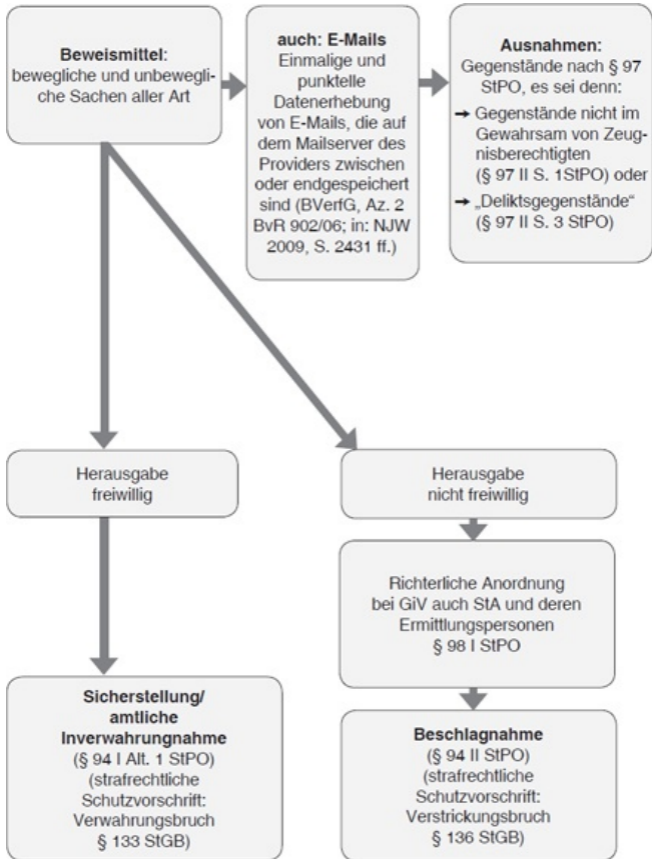 Beweismittel:
bewegliche und unbeweg-
liche Sachen aller Art
auch: E-Mails
Einmalige und
punktelle
Datenerhebung
von E-Mails, die auf
dem Mailserver des
Providers zwischen
oder endgespeichert
sind (BVerfG, Az. 2
BvR 902/06; in: NJW
2009, S. 2431 ff.)
Ausnahmen:
Gegenstände nach § 97
StPO, es sei denn:
→ Gegenstände nicht im
Gewahrsam von Zeug-
nisberechtigten
(§ 97 II S. 1StPO) oder
→ „Deliktsgegenstände“
(§ 97 II S. 3 StPO)
Herausgabe
freiwillig
Herausgabe
nicht freiwillig
Richterliche Anordnung
bei GiV auch StA und deren
Ermittlungspersonen
§ 98 I StPO
Sicherstellung/
amtliche
Inverwahrungnahme
(§ 94 I Alt. 1 StPO)
(strafrechtliche
Schutzvorschrift:
Verwahrungsbruch
§ 133 StGB)
Beschlagnahme
(§ 94 II StPO)
(strafrechtliche
Schutzvorschrift:
Verstrickungsbruch
§ 136 StGB)